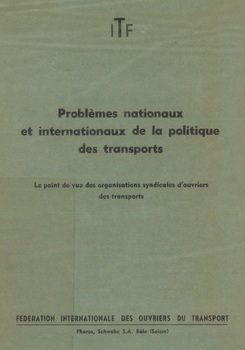 ITF
Problèmes nationaux
et internationaux de la politique
des transports
Le point de vue des organisations syndicales d'ouvriers
des transports
FEDERATION INTERNATIONALE DES OUVRIERS DU TRANSPORT
Pharos, Schwabe S.A. Bâle (Suisse)